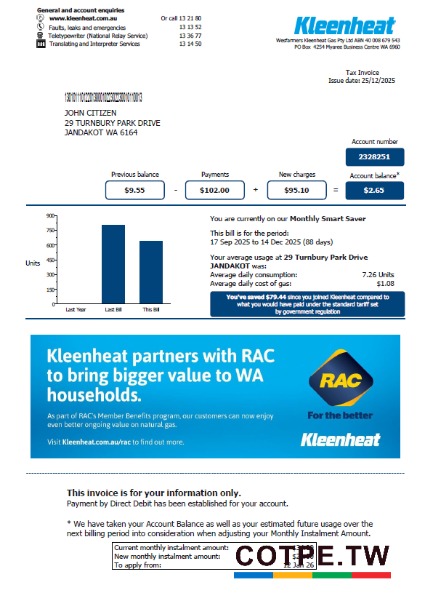 General and account enquiries
www.kleenheat.com.au Or call 13 21 80
Faults, leaks and emergencies 13 13 52
Teletypewriter (National Relay Service) 13 36 77
Translating and Interpreter Services 13 14 50
Kleenheat
Wesfarmers Kleenheat Gas Pty Ltd ABN 40 008 679 543
PO Box 4254 Myaree Business Centre WA 6960
Tax Invoice
Issue date: 25/12/2025
JOHN CITIZEN
29 TURNBURY PARK DRIVE
JANDAKOT WA 6164
Account number
2328251
Previous balance Payments New charges Account balance*
$9.55 - $102.00 + $95.10 = $2.65
900
750
600
450
300
150
0
Units
Last Year Last Bill This Bill
You are currently on our Monthly Smart Saver
This bill is for the period:
17 Sep 2025 to 14 Dec 2025 (88 days)
Your average usage at 29 Turnbury Park Drive
JANDAKOT was:
Average daily consumption: 7.26 Units
Average daily cost of gas: $1.08
You've saved $79.44 since you joined Kleenheat compared to
what you would have paid under the standard tariff set
by government regulation
Kleenheat partners with RAC
to bring bigger value to WA
households.
As part of RAC's Member Benefits program, our customers can now enjoy
even better ongoing value on natural gas.
Visit Kleenheat.com.au/rac to find out more.
RAC
For the better
Kleenheat
This invoice is for your information only.
Payment by Direct Debit has been established for your account.
* We have taken your Account Balance as well as your estimated future usage over the
next billing period into consideration when adjusting your Monthly Instalment Amount.
Current monthly instalment amount:
New monthly instalment amount:
To apply from: 12 Jan 26
COTPE.TW